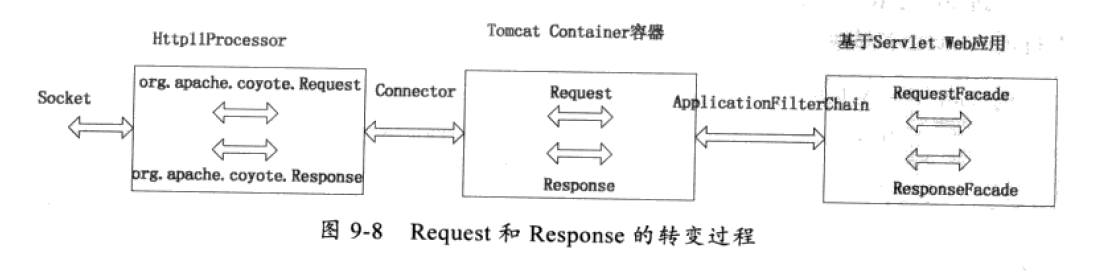 Http11Processor
Tomcat Container容器
基于Servlet Web应用
Socket
org.apache.coyote.Request
org.apache.coyote.Response
Connector
Request
Response
ApplicationFilterChain
RequestFacade
ResponseFacade
图 9-8 Request 和 Response 的转变过程